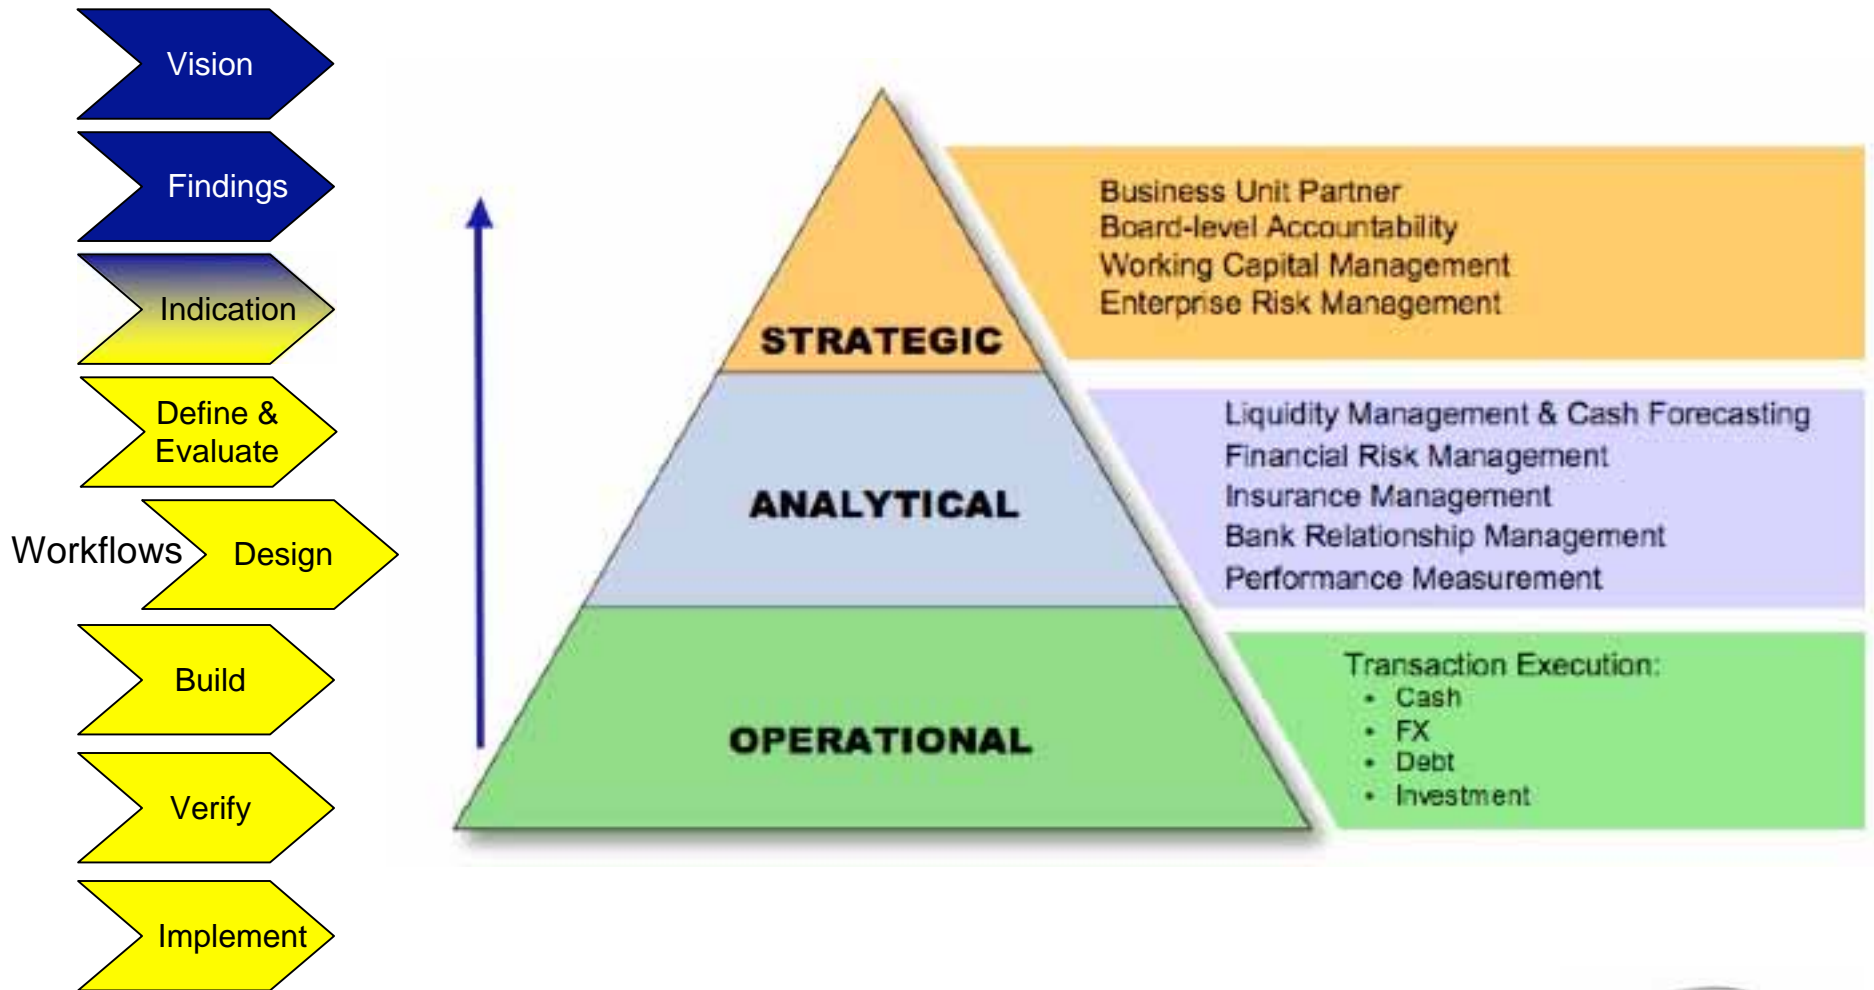 Vision
Findings
Indication
Define &
Evaluate
Workflows
Design
Build
Verify
Implement
STRATEGIC
Business Unit Partner
Board-level Accountability
Working Capital Management
Enterprise Risk Management
ANALYTICAL
Liquidity Management & Cash Forecasting
Financial Risk Management
Insurance Management
Bank Relationship Management
Performance Measurement
OPERATIONAL
Transaction Execution:
• Cash
• FX
• Debt
• Investment